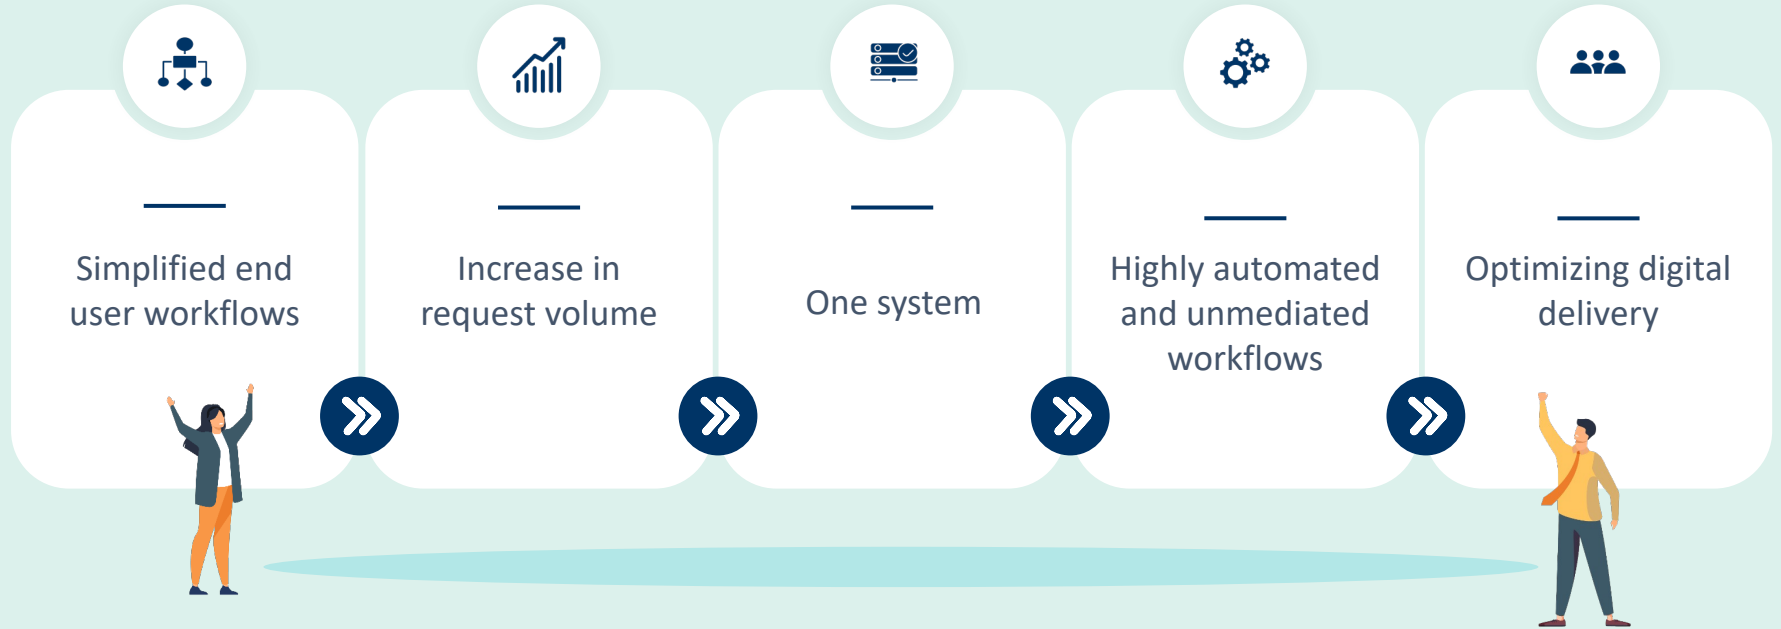 Simplified end
user workflows
Increase in
request volume
One system
Highly automated
and unmediated
workflows
Optimizing digital
delivery